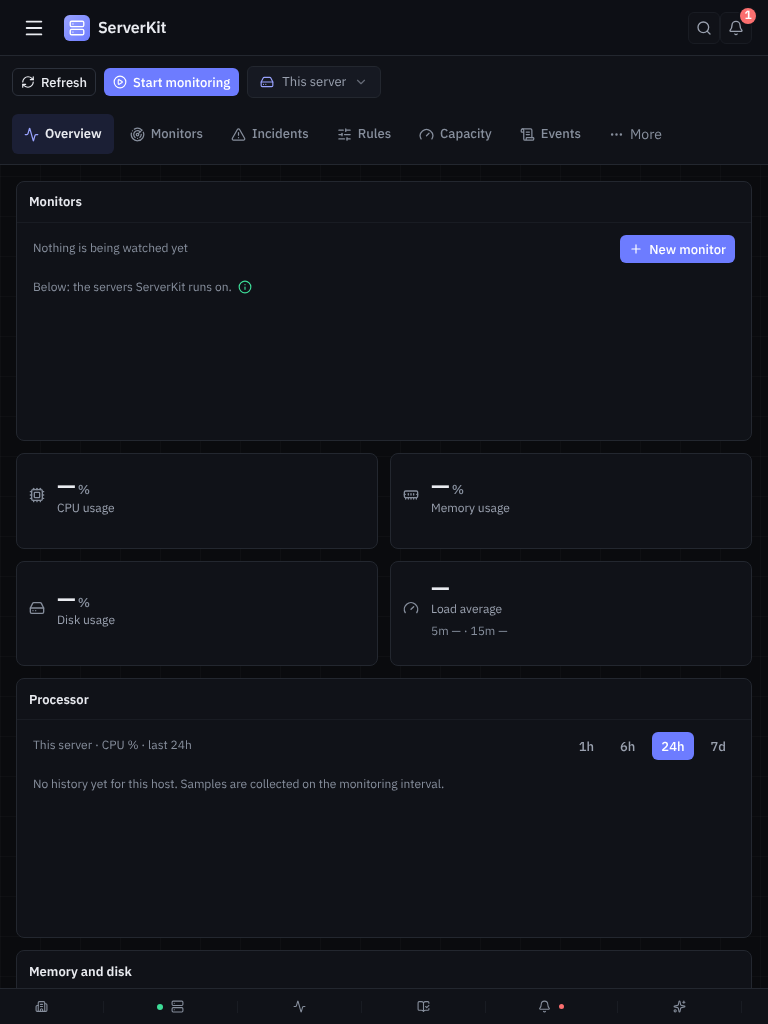 ServerKit
1
Refresh
Start monitoring
This server
Overview
Monitors
Incidents
Rules
Capacity
Events
More
Monitors
Nothing is being watched yet
New monitor
Below: the servers ServerKit runs on.
— %
CPU usage
— %
Memory usage
— %
Disk usage
—
Load average
5m — · 15m —
Processor
This server · CPU % · last 24h
1h
6h
24h
7d
No history yet for this host. Samples are collected on the monitoring interval.
Memory and disk